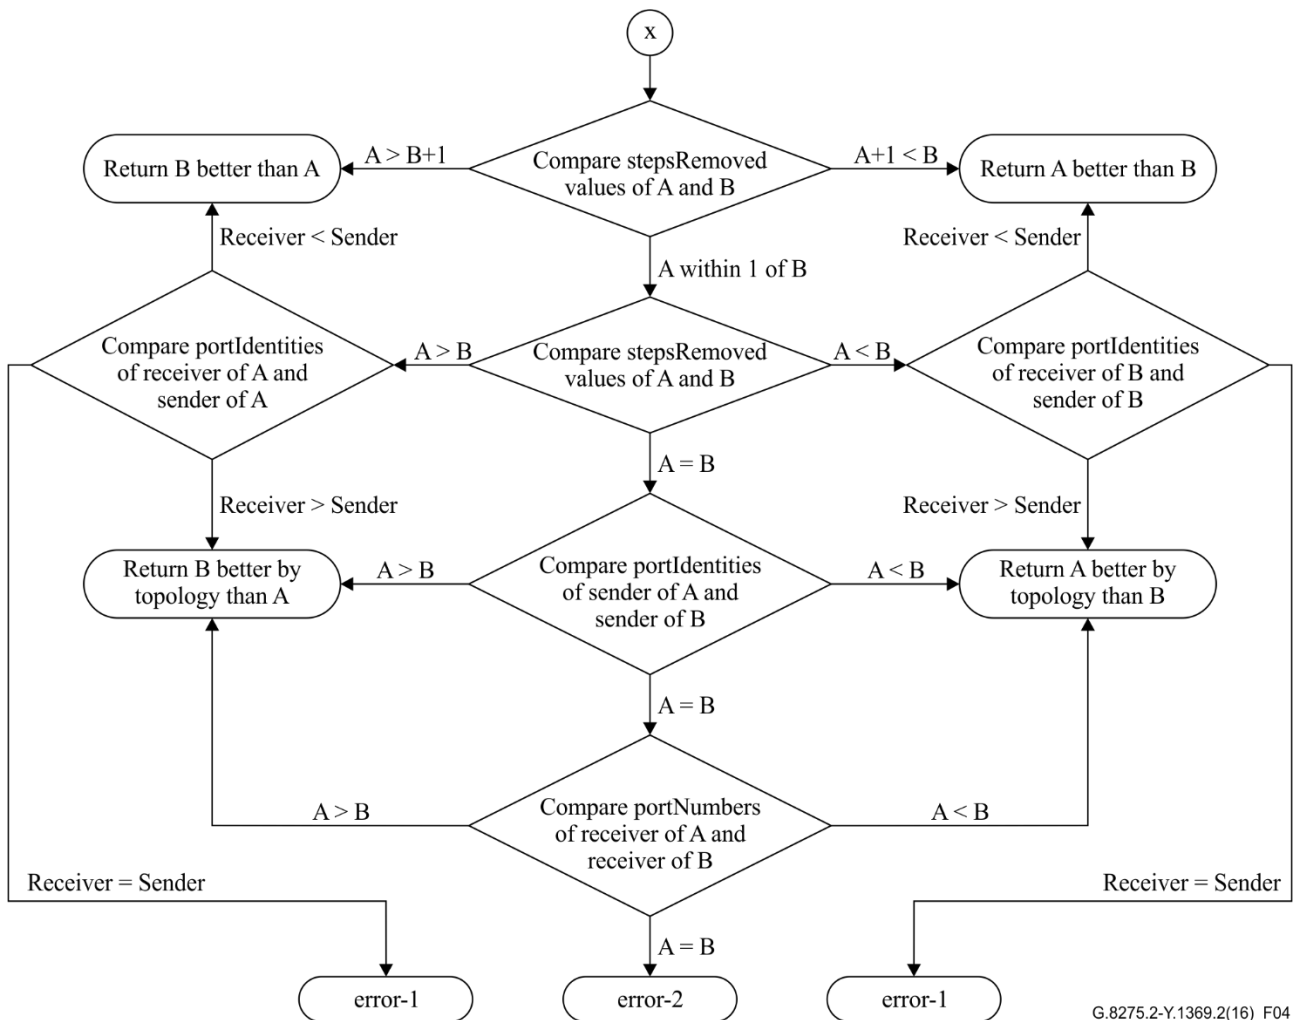 x
Compare stepsRemoved
values of A and B
A > B+1
Return B better than A
A+1 < B
Return A better than B
Receiver < Sender
Receiver < Sender
A within 1 of B
Compare portIdentities
of receiver of A and
sender of A
A > B
Compare stepsRemoved
values of A and B
A < B
Compare portIdentities
of receiver of B and
sender of B
A = B
Receiver > Sender
Receiver > Sender
Return B better by
topology than A
A > B
Compare portIdentities
of sender of A and
sender of B
A < B
Return A better by
topology than B
A = B
A > B
Compare portNumbers
of receiver of A and
receiver of B
A < B
Receiver = Sender
Receiver = Sender
A = B
error-1
error-2
error-1
G.8275.2-Y.1369.2(16)_F04